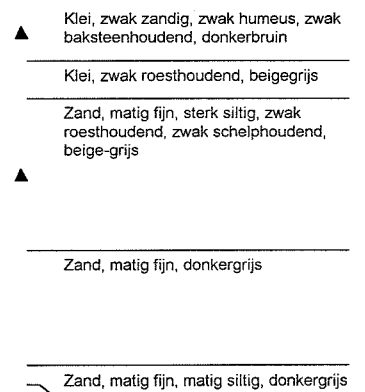 Klei, zwak zandig, zwak humeus, zwak
baksteenhoudend, donkerbruin
Klei, zwak roesthoudend, beigegrijs
Zand, matig fijn, sterk siltig, zwak
roesthoudend, zwak schelphoudend,
beige-grijs
Zand, matig fijn, donkergrijs
Zand, matig fijn, matig siltig, donkergrijs